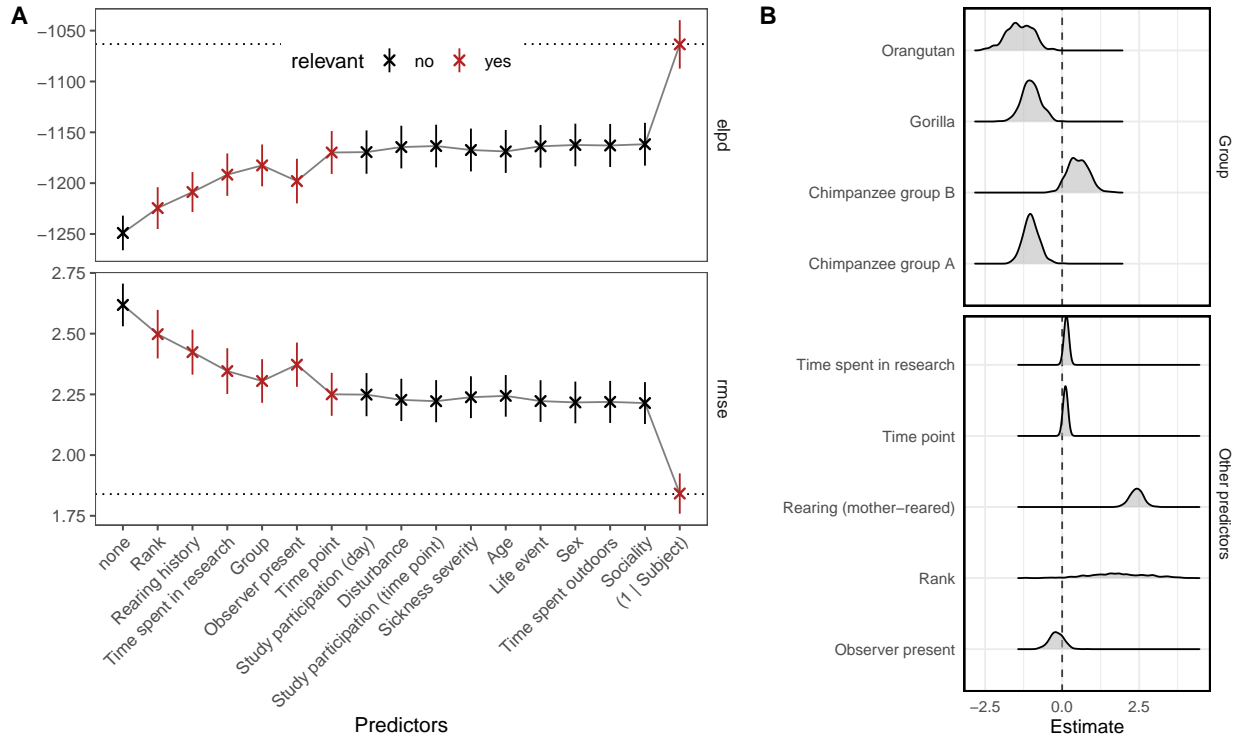 A
−1050
−1100
−1150
−1200
−1250
relevant no yes
elpd
2.75
2.50
2.25
2.00
1.75
rmse
none
Rank
Rearing history
Time spent in research
Group
Observer present
Time point
Study participation (day)
Disturbance
Study participation (time point)
Sickness severity
Age
Life event
Sex
Time spent outdoors
Sociality
(1 | Subject)
Predictors
B
Orangutan
Gorilla
Chimpanzee group B
Chimpanzee group A
Group
Time spent in research
Time point
Rearing (mother−reared)
Rank
Observer present
Other predictors
−2.5 0.0 2.5
Estimate